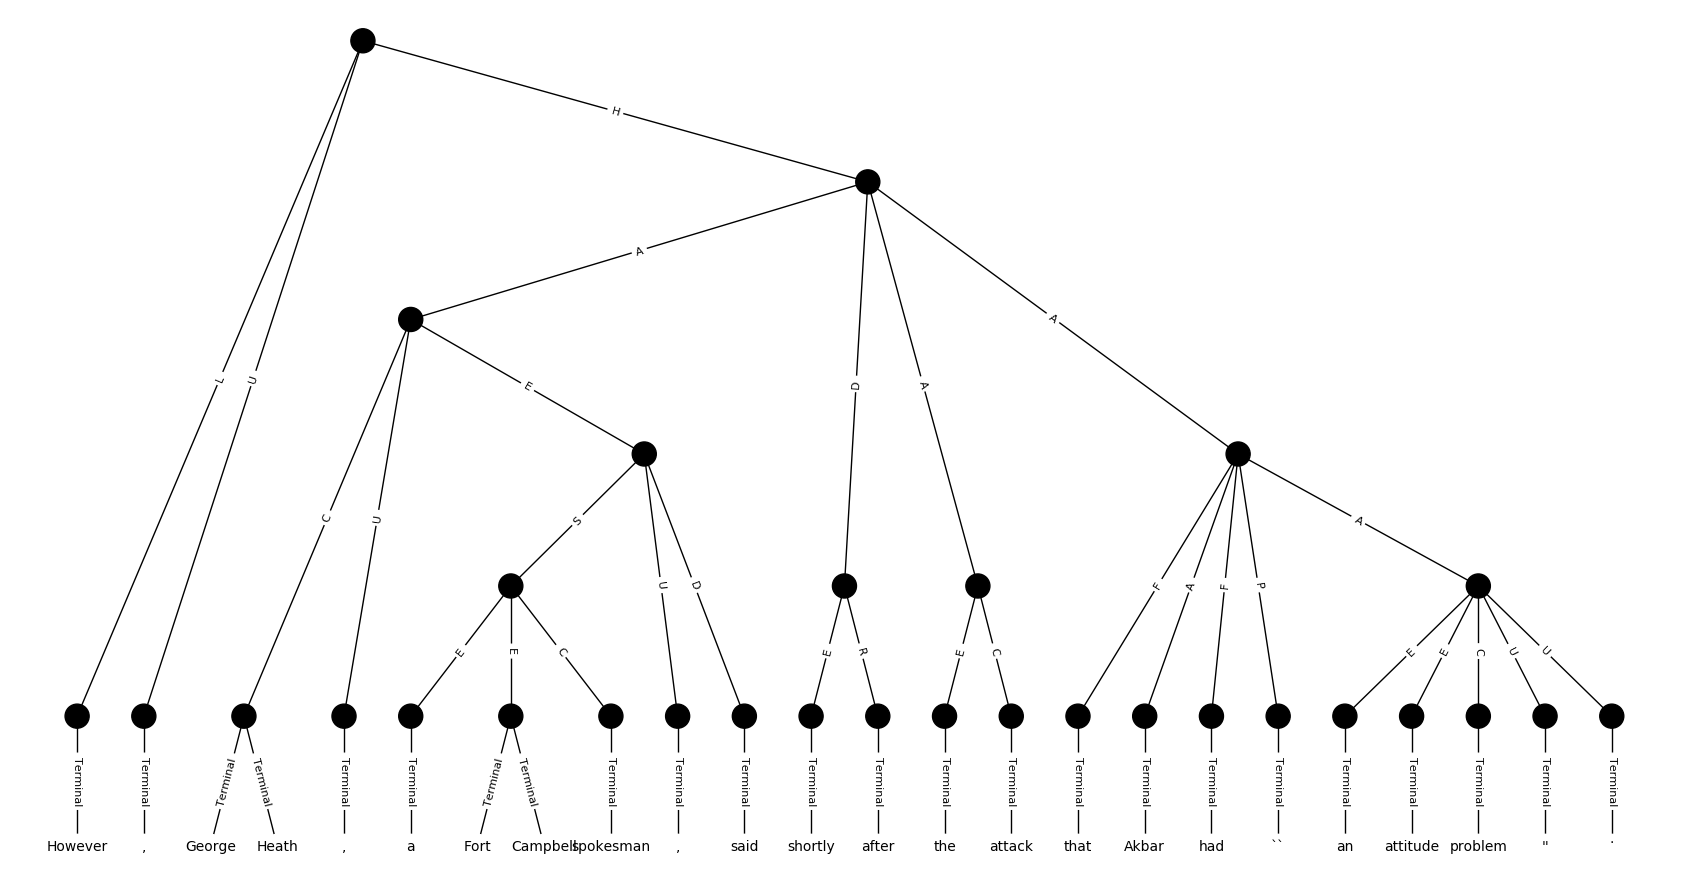 H
A
A
L U D A
E
C U S A
F A F P
U D
E E C E R E C E E C U U
Terminal Terminal Terminal Terminal Terminal Terminal Terminal Terminal Terminal Terminal Terminal Terminal Terminal Terminal Terminal Terminal Terminal Terminal Terminal Terminal Terminal Terminal Terminal Terminal
However , George Heath , a Fort Campbell spokesman , said shortly after the attack that Akbar had `` an attitude problem " .